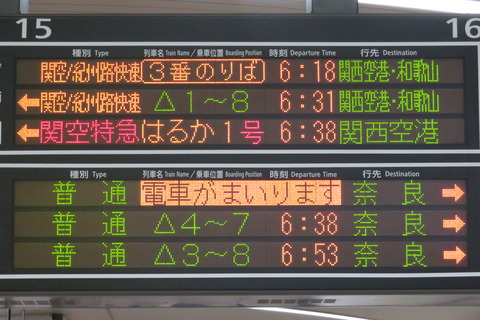 15 16
種別 Type 列車名 Train Name／乗車位置 Boarding Position 時刻 Departure Time 行先 Destination
関空/紀州路快速 3番のりば 6:18 関西空港・和歌山
← 関空/紀州路快速 △1〜8 6:31 関西空港・和歌山
← 関空特急 はるか1号 6:38 関西空港
種別 Type 列車名 Train Name／乗車位置 Boarding Position 時刻 Departure Time 行先 Destination
普通 電車がまいります 奈良 →
普通 △4〜7 6:38 奈良 →
普通 △3〜8 6:53 奈良 →